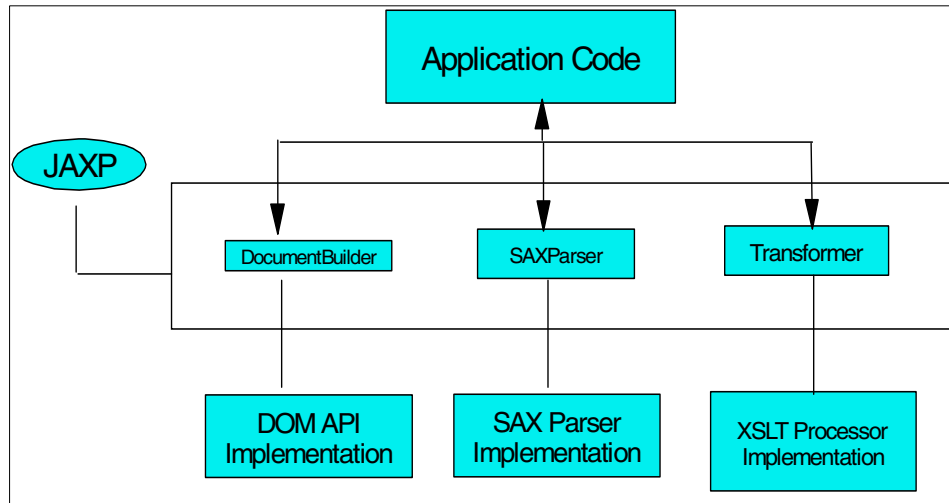 Application Code
JAXP
DocumentBuilder
SAXParser
Transformer
DOM API
Implementation
SAX Parser
Implementation
XSLT Processor
Implementation